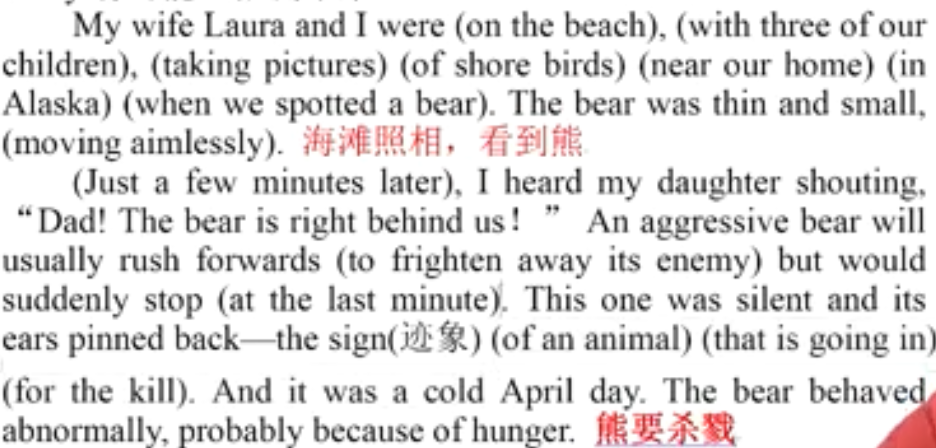 My wife Laura and I were (on the beach), (with three of our
children), (taking pictures) (of shore birds) (near our home) (in
Alaska) (when we spotted a bear). The bear was thin and small,
(moving aimlessly). 海滩照相，看到熊
(Just a few minutes later), I heard my daughter shouting,
“Dad! The bear is right behind us! ” An aggressive bear will
usually rush forwards (to frighten away its enemy) but would
suddenly stop (at the last minute). This one was silent and its
ears pinned back—the sign(迹象) (of an animal) (that is going in)
(for the kill). And it was a cold April day. The bear behaved
abnormally, probably because of hunger. 熊要杀戮